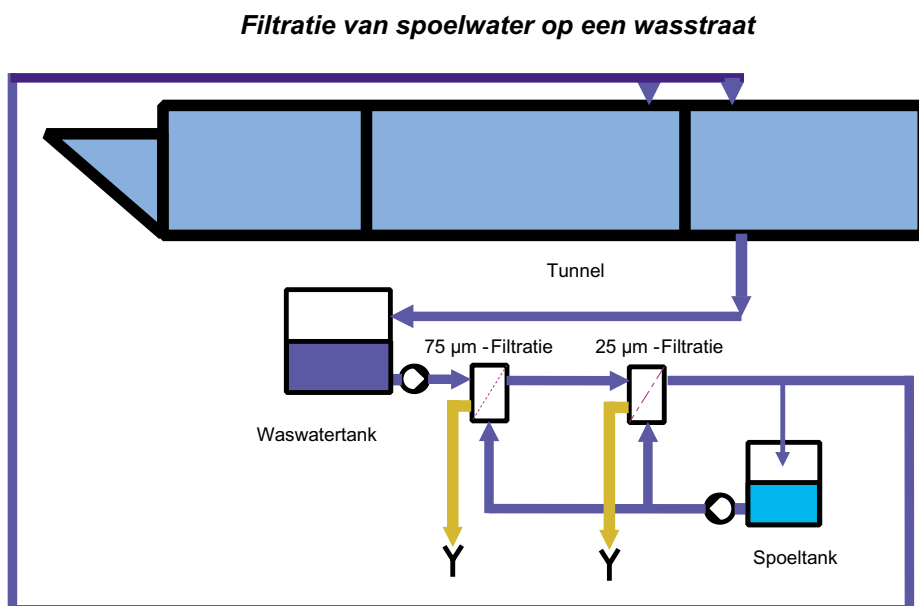 Filtratie van spoelwater op een wasstraat
Tunnel
75 µm -Filtratie
25 µm -Filtratie
Waswatertank
Spoeltank